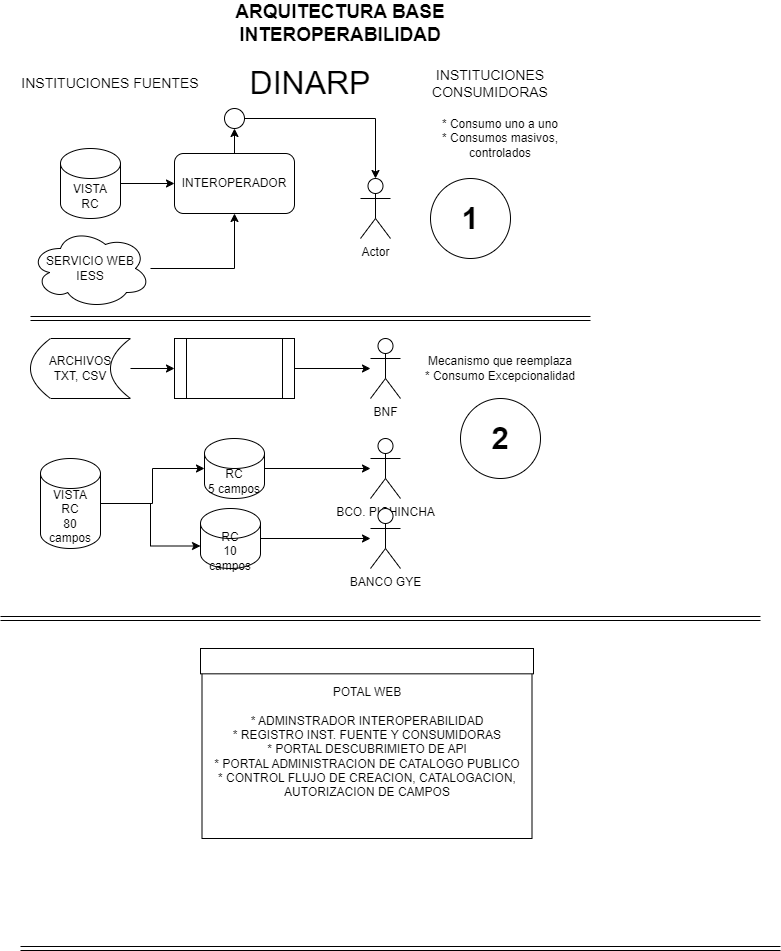 ARQUITECTURA BASE
INTEROPERABILIDAD
INSTITUCIONES FUENTES
DINARP
INSTITUCIONES
CONSUMIDORAS
* Consumo uno a uno
* Consumos masivos,
controlados
VISTA
RC
INTEROPERADOR
1
Actor
SERVICIO WEB
IESS
ARCHIVOS
TXT, CSV
BNF
Mecanismo que reemplaza
* Consumo Excepcionalidad
2
VISTA
RC
80
campos
RC
5 campos
BCO. PICHINCHA
RC
10
campos
BANCO GYE
POTAL WEB
* ADMINSTRADOR INTEROPERABILIDAD
* REGISTRO INST. FUENTE Y CONSUMIDORAS
* PORTAL DESCUBRIMIETO DE API
* PORTAL ADMINISTRACION DE CATALOGO PUBLICO
* CONTROL FLUJO DE CREACION, CATALOGACION,
AUTORIZACION DE CAMPOS